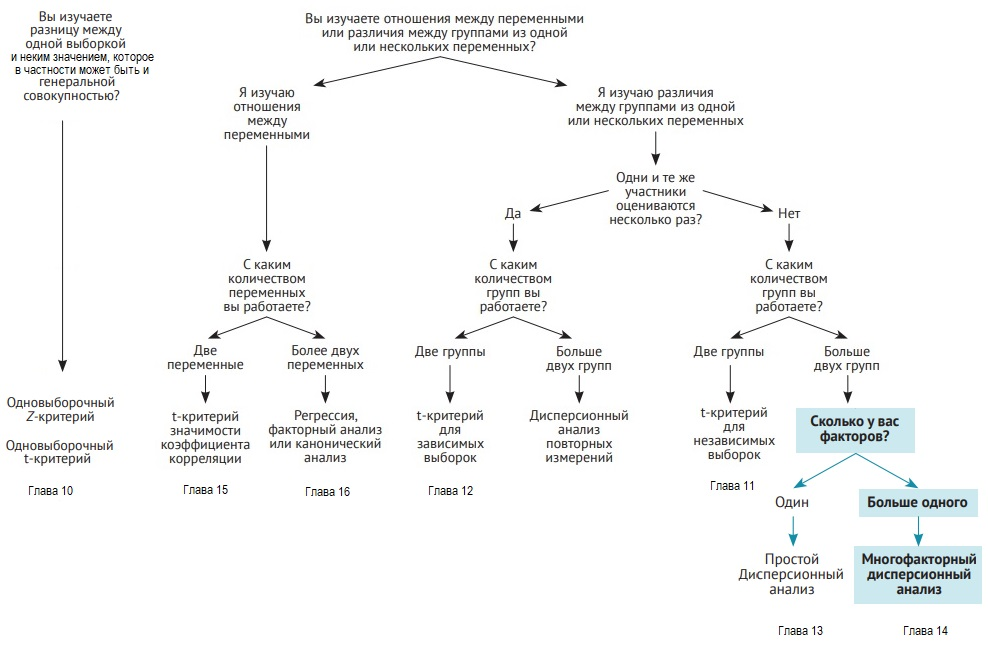 Вы изучаете
разницу между
одной выборкой
и неким значением, которое
в частности может быть и
генеральной
совокупностью?
Вы изучаете отношения между переменными
или различия между группами из одной
или нескольких переменных?
Я изучаю
отношения
между
переменными
Я изучаю различия
между группами из одной
или нескольких переменных
Одни и те же
участники
оцениваются
несколько раз?
Да
Нет
С каким
количеством
переменных
вы работаете?
С каким
количеством
групп вы
работаете?
С каким
количеством
групп вы
работаете?
Две
переменные
Более двух
переменных
Две группы
Больше
двух групп
Две группы
Больше
двух групп
Одновыборочный
Z-критерий
Одновыборочный
t-критерий
t-критерий
значимости
коэффициента
корреляции
Регрессия,
факторный анализ
или канонический
анализ
t-критерий
для
зависимых
выборок
Дисперсионный
анализ
повторных
измерений
t-критерий
для
независимых
выборок
Сколько у вас
факторов?
Глава 10
Глава 15
Глава 16
Глава 12
Глава 11
Один
Больше одного
Простой
Дисперсионный
анализ
Многофакторный
дисперсионный
анализ
Глава 13
Глава 14